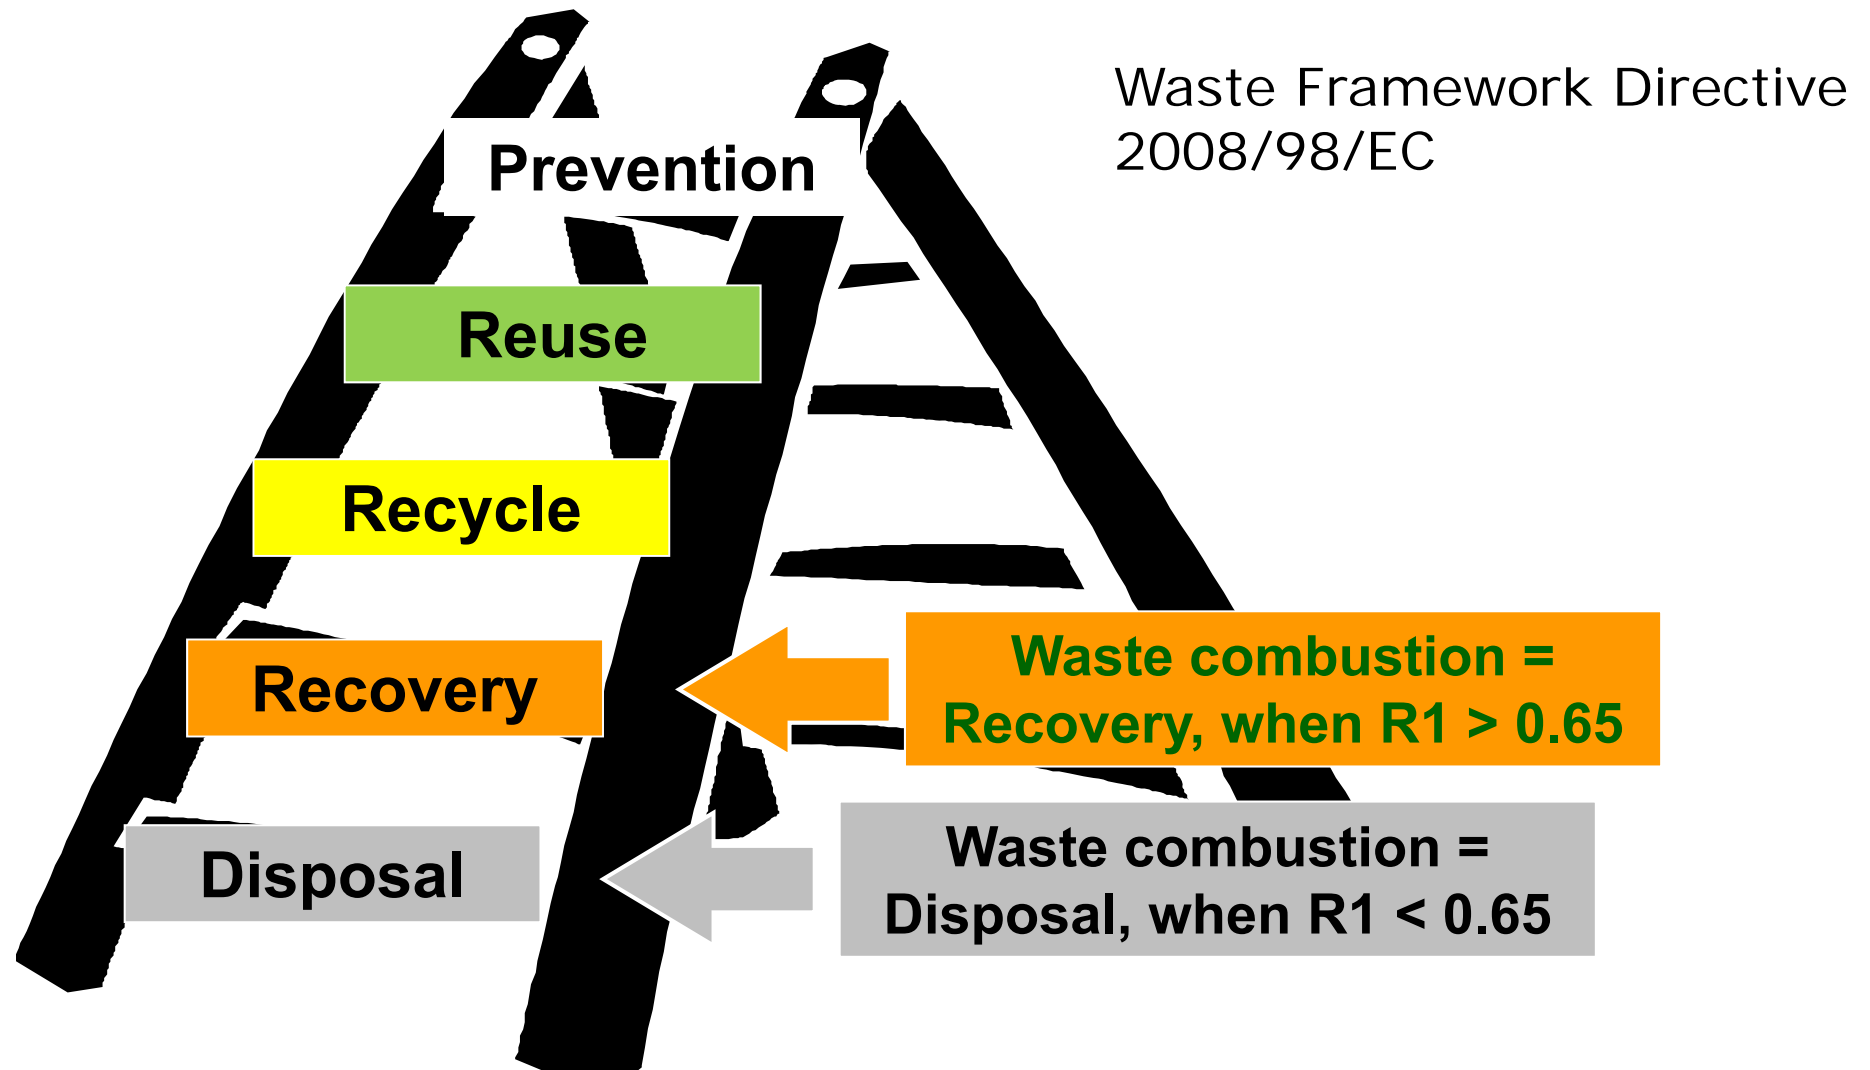 Waste Framework Directive
2008/98/EC
Prevention
Reuse
Recycle
Recovery
Waste combustion =
Recovery, when R1 > 0.65
Disposal
Waste combustion =
Disposal, when R1 < 0.65